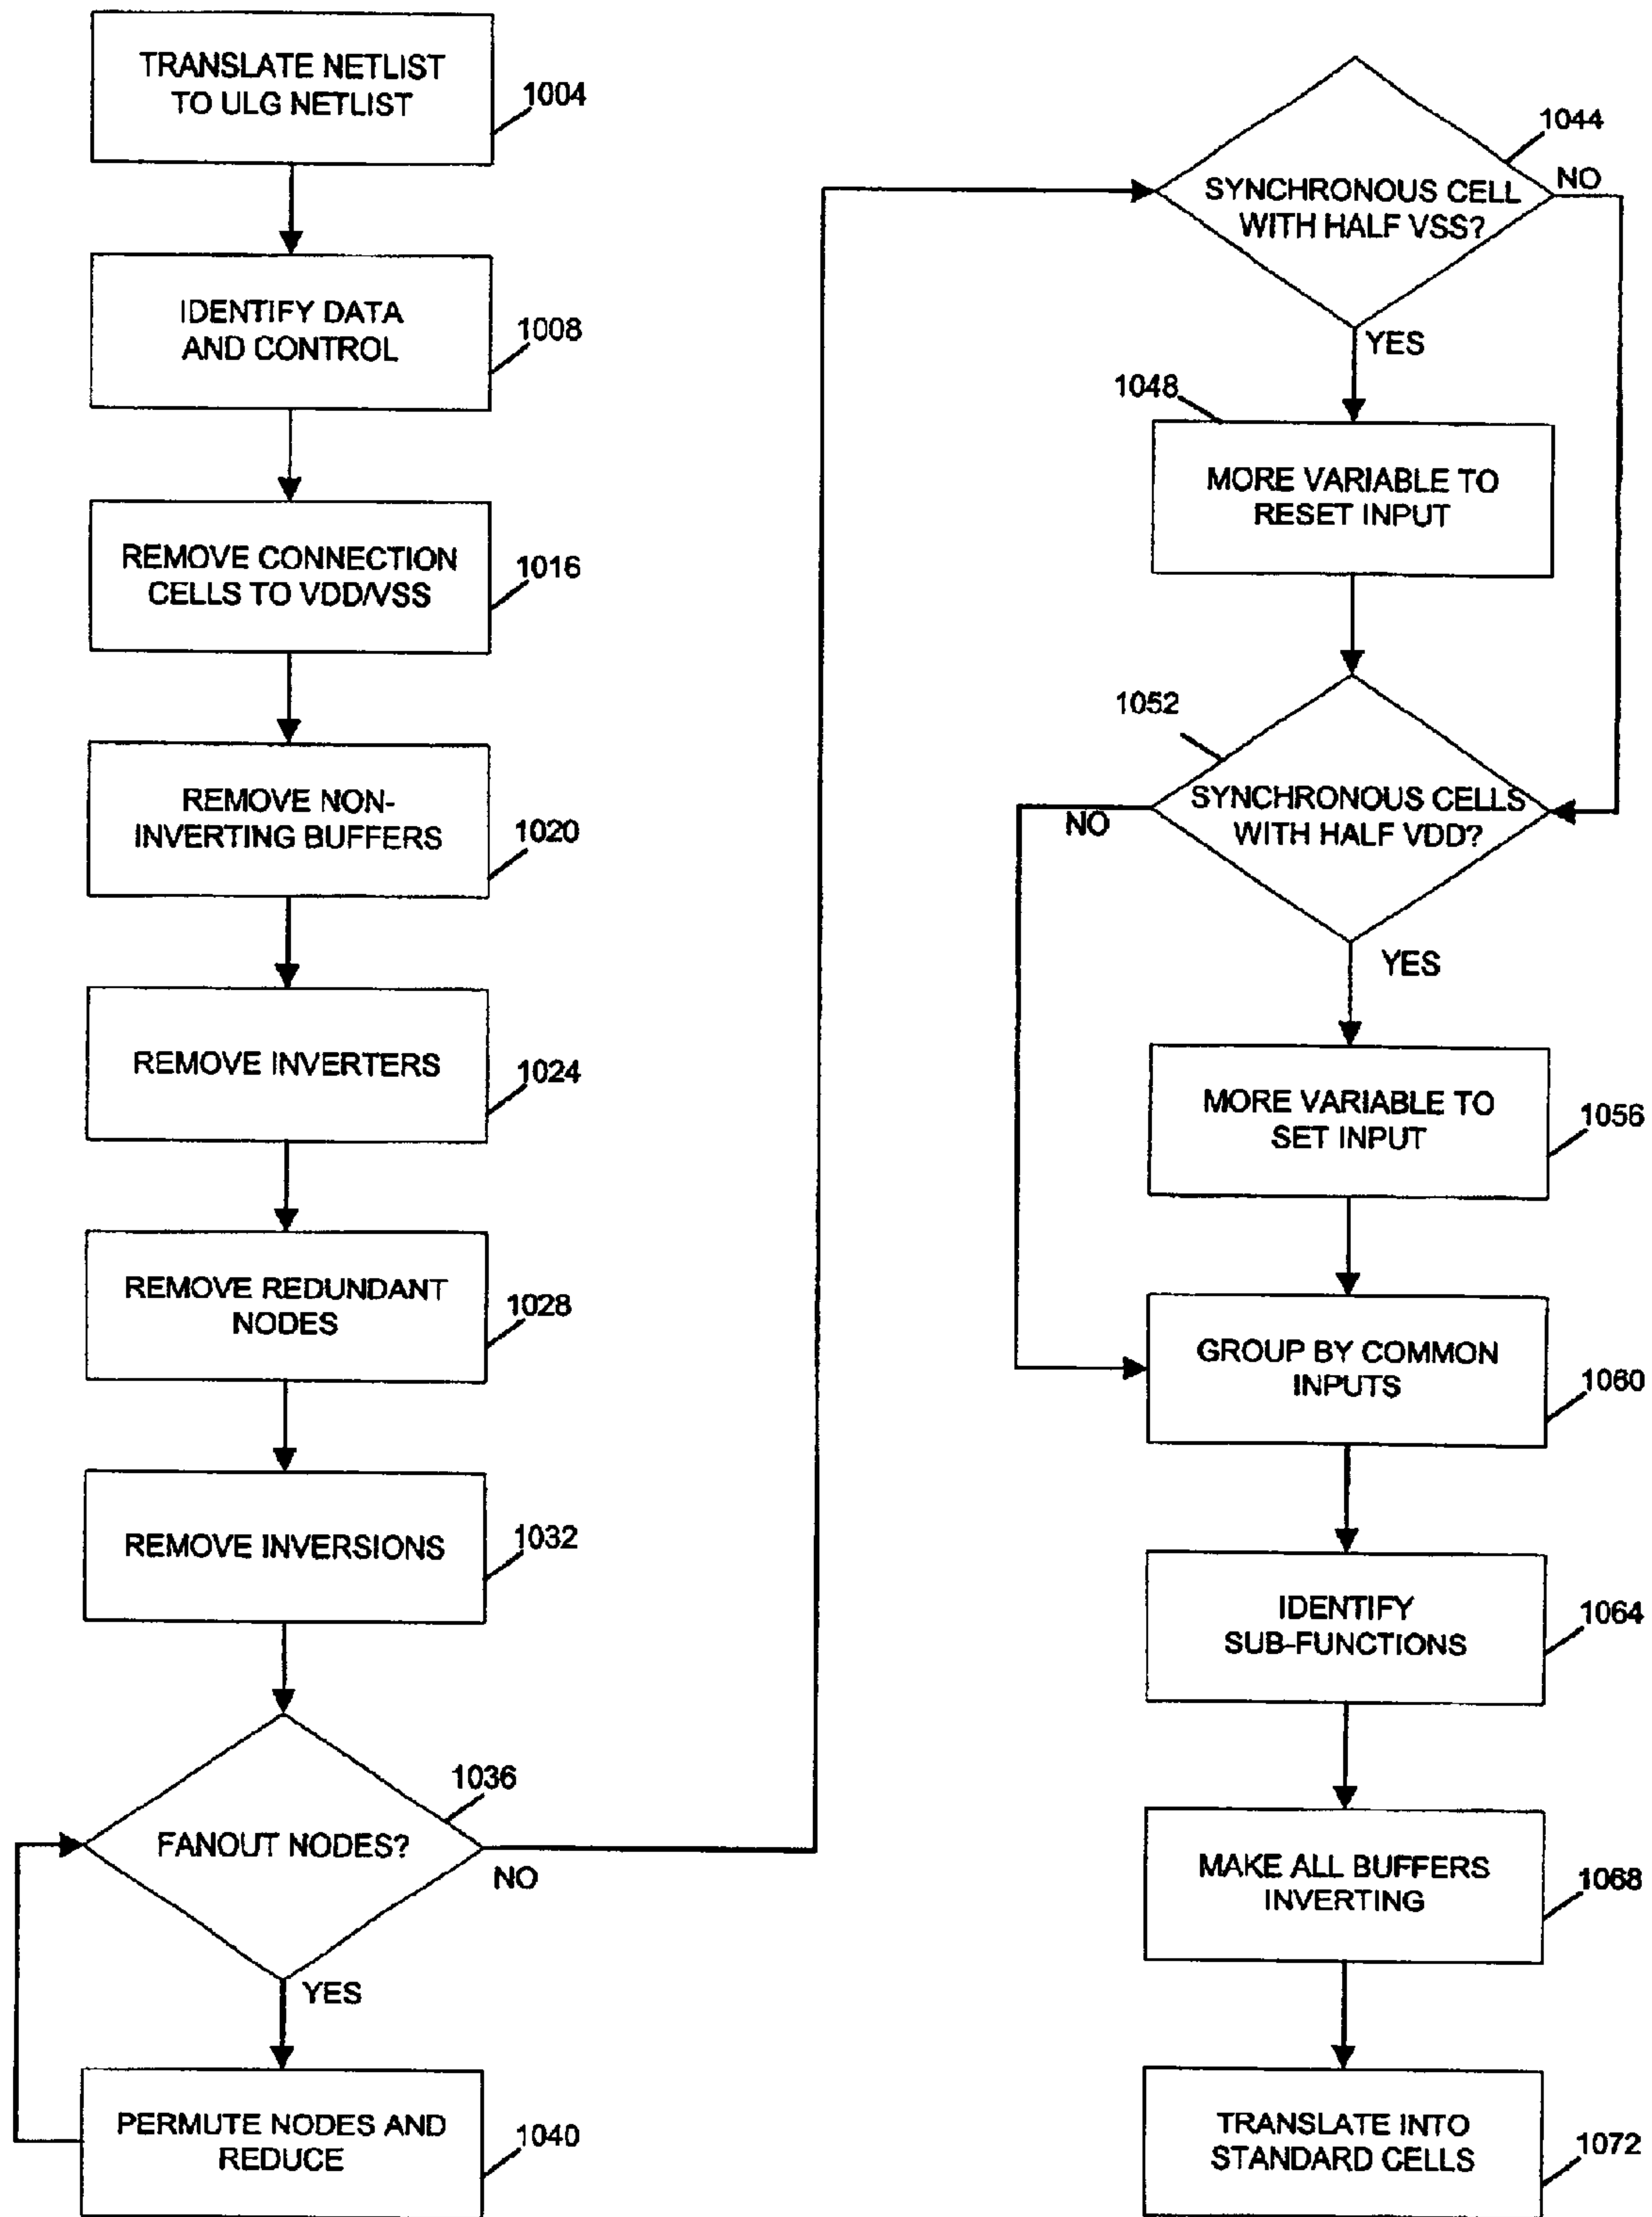 TRANSLATE NETLIST
TO ULG NETLIST
1004
IDENTIFY DATA
AND CONTROL
1008
REMOVE CONNECTION
CELLS TO VDD/VSS
1016
REMOVE NON-
INVERTING BUFFERS
1020
REMOVE INVERTERS
1024
REMOVE REDUNDANT
NODES
1028
REMOVE INVERSIONS
1032
1036
FANOUT NODES?
NO
YES
PERMUTE NODES AND
REDUCE
1040
1044
SYNCHRONOUS CELL
WITH HALF VSS?
NO
YES
1048
MORE VARIABLE TO
RESET INPUT
1052
SYNCHRONOUS CELLS
WITH HALF VDD?
NO
YES
MORE VARIABLE TO
SET INPUT
1056
GROUP BY COMMON
INPUTS
1060
IDENTIFY
SUB-FUNCTIONS
1064
MAKE ALL BUFFERS
INVERTING
1068
TRANSLATE INTO
STANDARD CELLS
1072